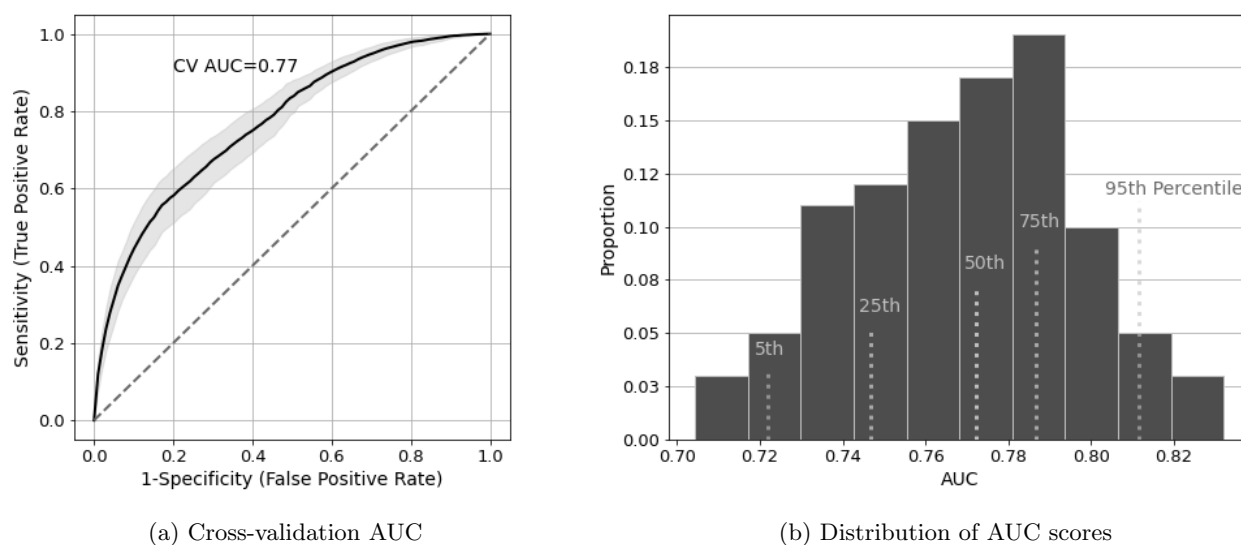 1.0
0.8
0.6
0.4
0.2
0.0
Sensitivity (True Positive Rate)
CV AUC=0.77
0.0 0.2 0.4 0.6 0.8 1.0
1-Specificity (False Positive Rate)
(a) Cross-validation AUC
0.18
0.15
0.12
0.10
0.08
0.05
0.03
0.00
Proportion
95th Percentile
75th
50th
25th
5th
0.70 0.72 0.74 0.76 0.78 0.80 0.82
AUC
(b) Distribution of AUC scores